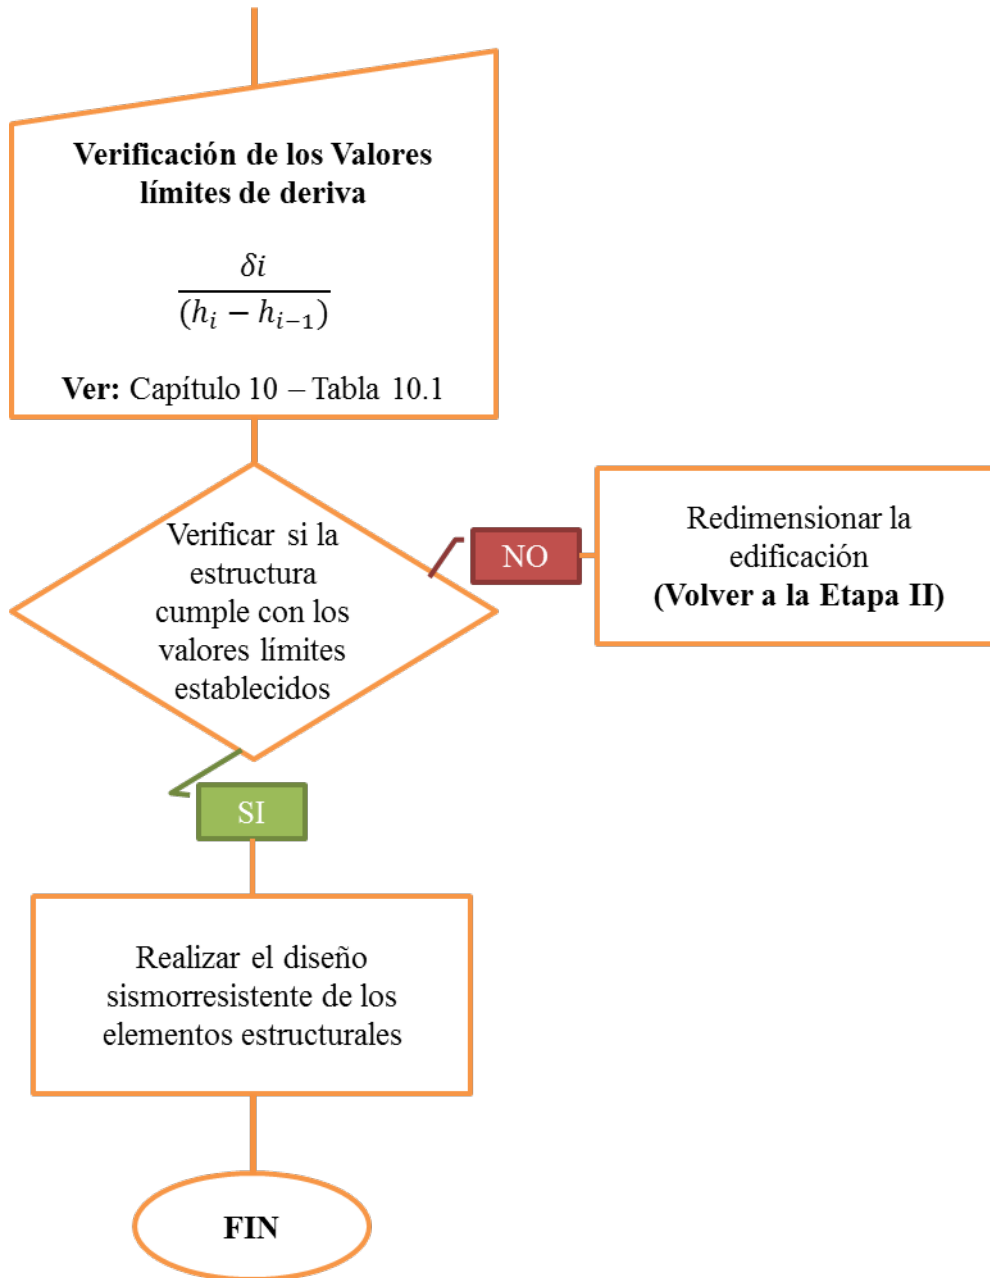 Verificación de los Valores
límites de deriva
δi
(hᵢ − hᵢ₋₁)
Ver: Capítulo 10 – Tabla 10.1
Verificar si la
estructura
cumple con los
valores límites
establecidos
NO
Redimensionar la
edificación
(Volver a la Etapa II)
SI
Realizar el diseño
sismorresistente de los
elementos estructurales
FIN